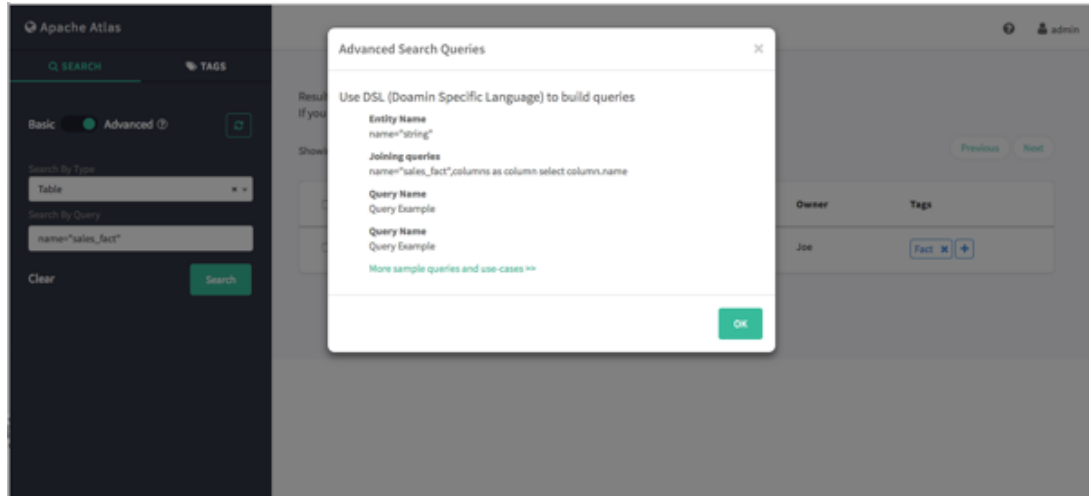 Apache Atlas
admin
SEARCH
TAGS
Basic
Advanced
Search By Type
Table
Search By Query
name="sales_fact"
Clear
Search
If you
Previous
Next
Owner
Tags
Joe
Fact
Advanced Search Queries
Use DSL (Doamin Specific Language) to build queries
Entity Name
name="string"
Joining queries
name="sales_fact",columns as column select column.name
Query Name
Query Example
Query Name
Query Example
More sample queries and use-cases >>
OK